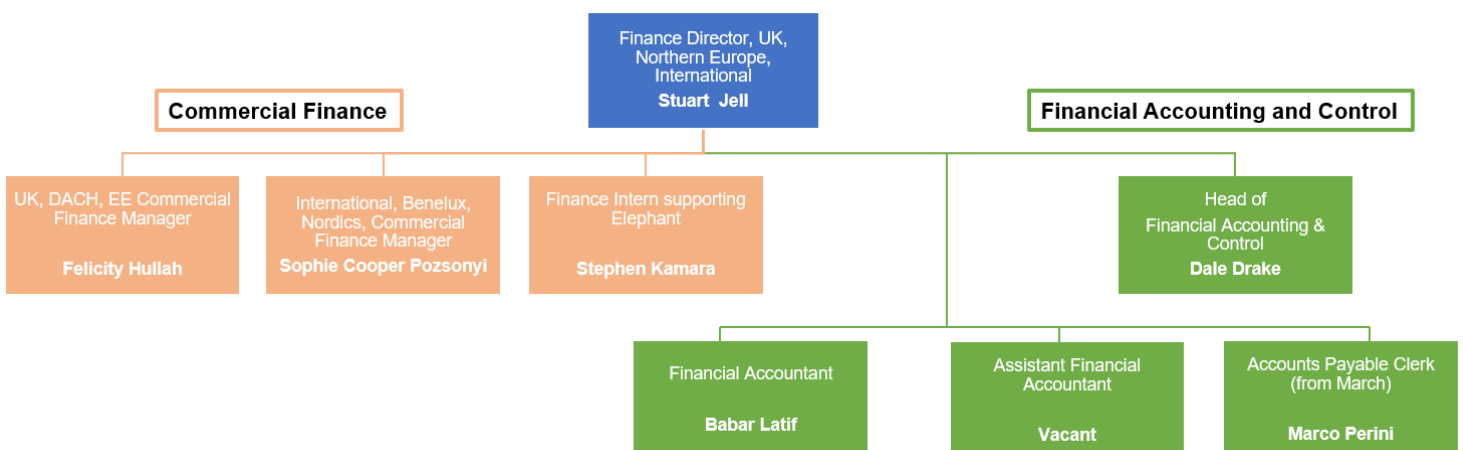 Finance Director, UK,
Northern Europe,
International
Stuart Jell
Commercial Finance
Financial Accounting and Control
UK, DACH, EE Commercial
Finance Manager
Felicity Hullah
International, Benelux,
Nordics, Commercial
Finance Manager
Sophie Cooper Pozsonyi
Finance Intern supporting
Elephant
Stephen Kamara
Head of
Financial Accounting &
Control
Dale Drake
Financial Accountant
Babar Latif
Assistant Financial
Accountant
Vacant
Accounts Payable Clerk
(from March)
Marco Perini